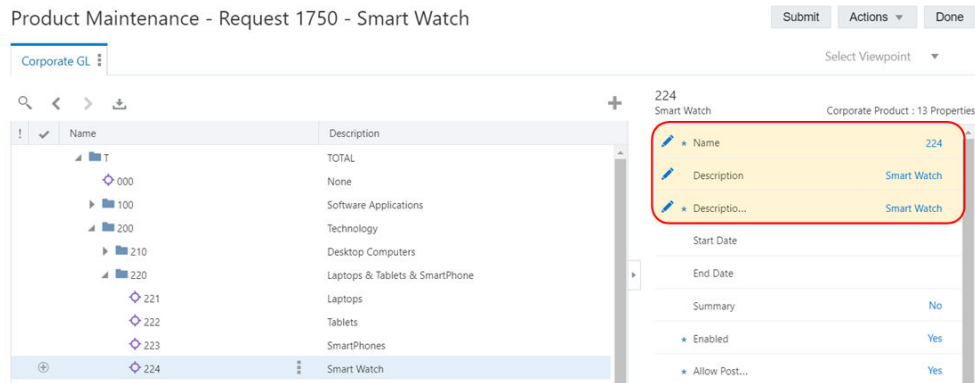 Product Maintenance - Request 1750 - Smart Watch
Submit
Actions
Done
Corporate GL
Select Viewpoint
224
Smart Watch
Corporate Product : 13 Properties
! Name Description
T TOTAL
000 None
100 Software Applications
200 Technology
210 Desktop Computers
220 Laptops & Tablets & SmartPhone
221 Laptops
222 Tablets
223 SmartPhones
224 Smart Watch
* Name 224
Description Smart Watch
* Descriptio... Smart Watch
Start Date
End Date
Summary No
* Enabled Yes
* Allow Post... Yes